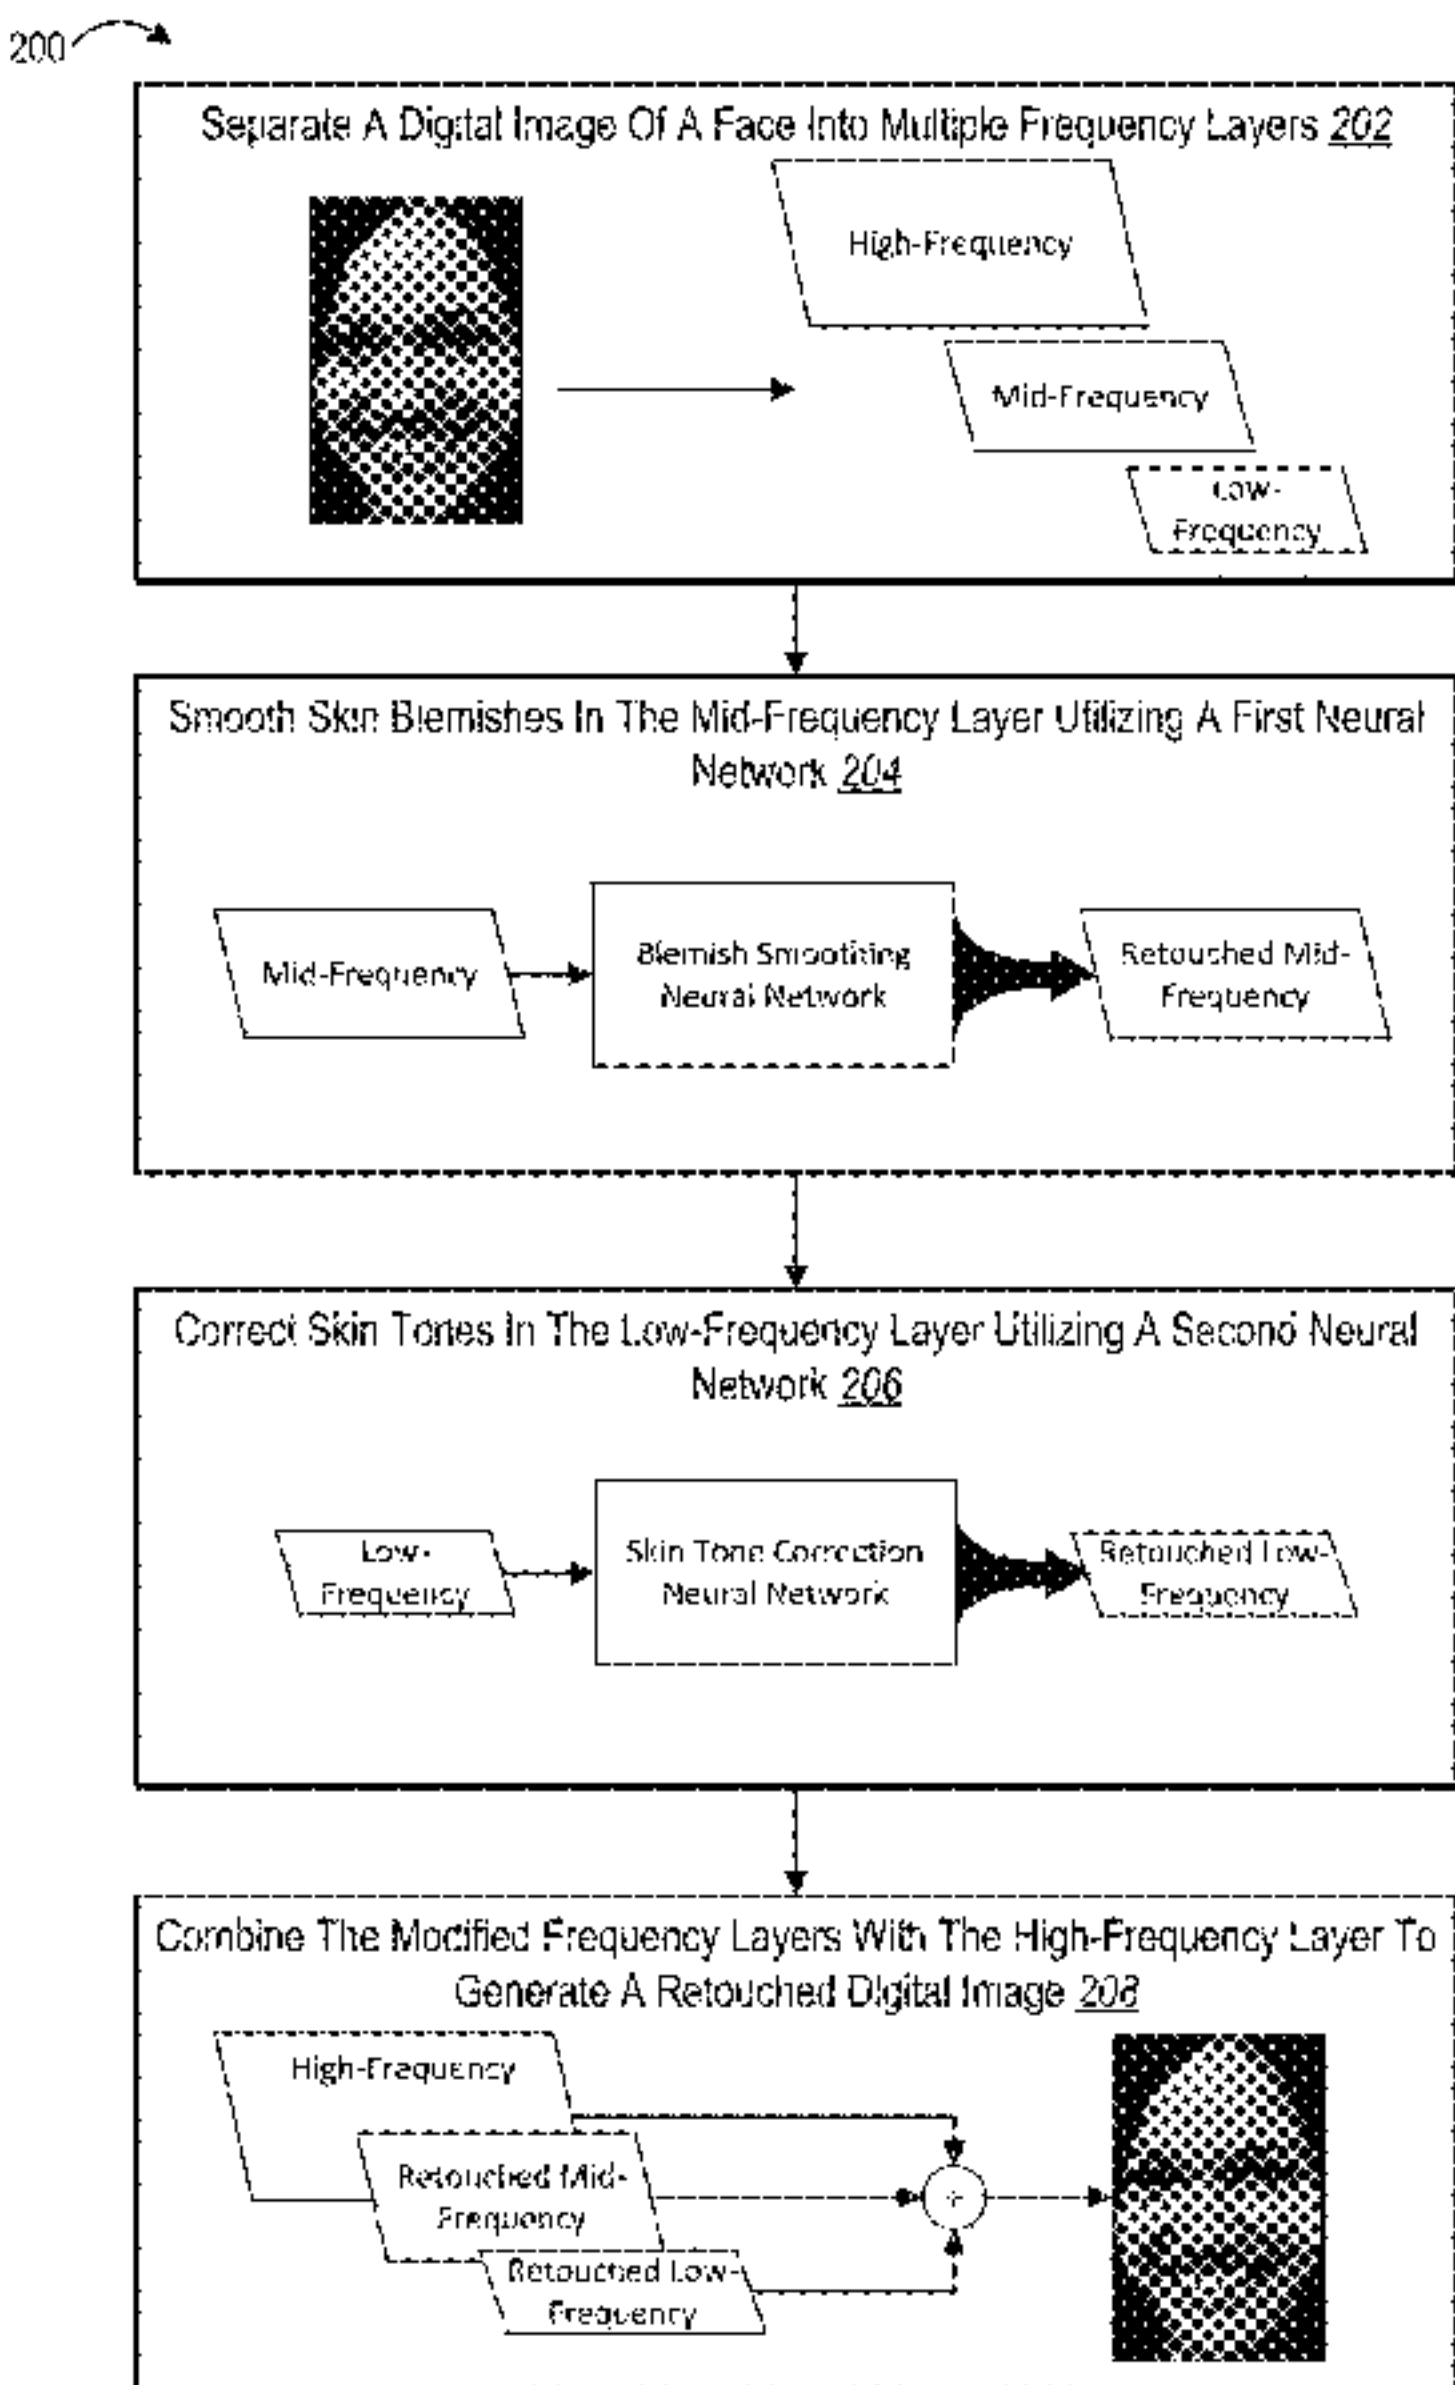 200
Separate A Digital Image Of A Face Into Multiple Frequency Layers 202
High-Frequency
Mid-Frequency
Low-
Frequency
Smooth Skin Blemishes In The Mid-Frequency Layer Utilizing A First Neural
Network 204
Mid-Frequency
Blemish Smoothing
Neural Network
Retouched Mid-
Frequency
Correct Skin Tones In The Low-Frequency Layer Utilizing A Second Neural
Network 206
Low-
Frequency
Skin Tone Correction
Neural Network
Retouched Low-
Frequency
Combine The Modified Frequency Layers With The High-Frequency Layer To
Generate A Retouched Digital Image 208
High-Frequency
Retouched Mid-
Frequency
Retouched Low-
Frequency
+